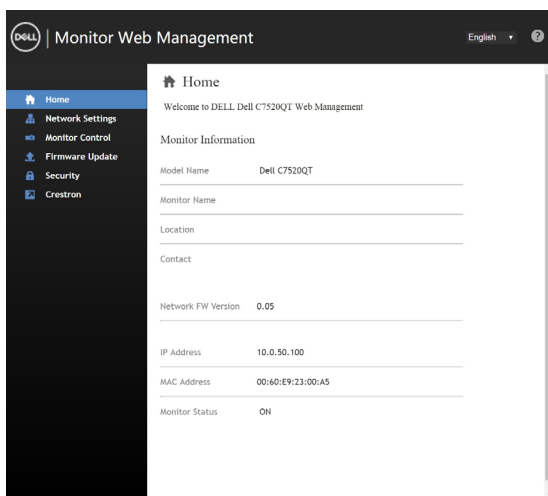 DELL | Monitor Web Management
English
?
Home
Network Settings
Monitor Control
Firmware Update
Security
Crestron
Home
Welcome to DELL Dell C7520QT Web Management
Monitor Information
Model Name Dell C7520QT
Monitor Name
Location
Contact
Network FW Version 0.05
IP Address 10.0.50.100
MAC Address 00:60:E9:23:00:A5
Monitor Status ON